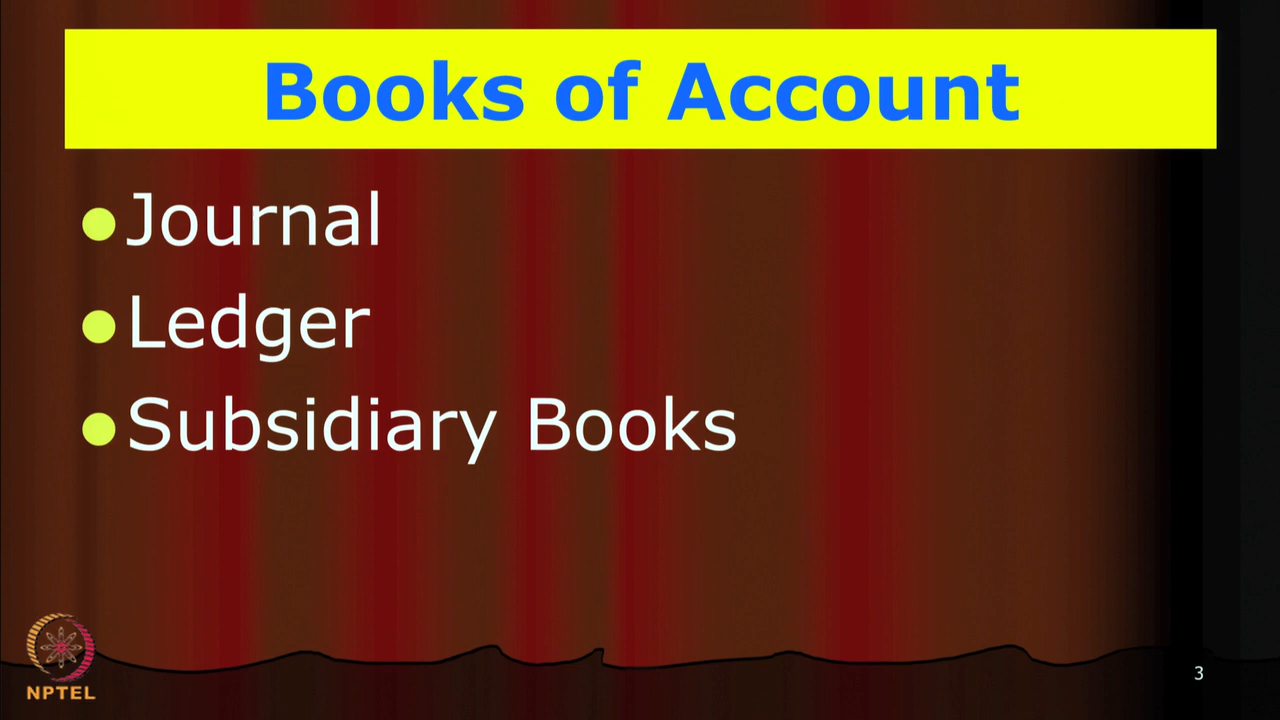 Books of Account
Journal
Ledger
Subsidiary Books
NPTEL
3